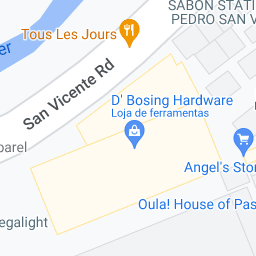 SABON STATI
PEDRO SAN V
Tous Les Jours
er
San Vicente Rd
D' Bosing Hardware
Loja de ferramentas
parel
Angel's Stor
Oula! House of Pas
egalight